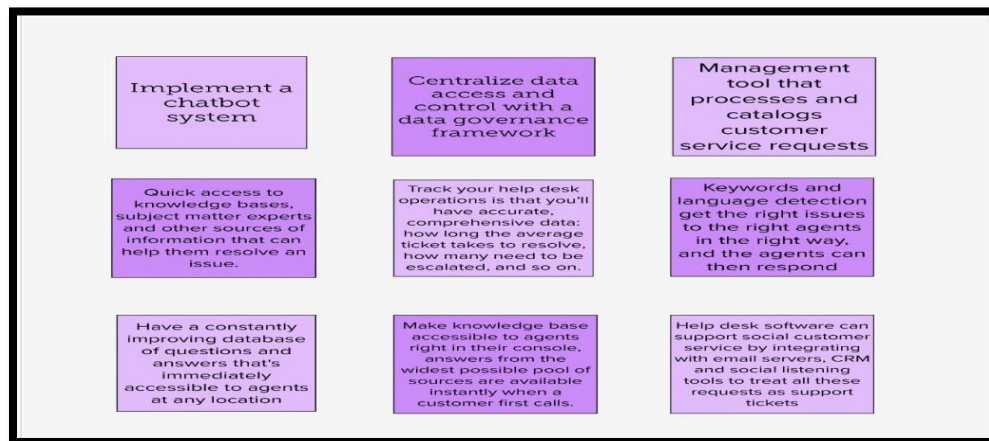 Implement a
chatbot
system
Centralize data
access and
control with a
data governance
framework
Management
tool that
processes and
catalogs
customer
service requests
Quick access to
knowledge bases,
subject matter experts
and other sources of
information that can
help them resolve an
issue.
Track your help desk
operations is that you'll
have accurate,
comprehensive data:
how long the average
ticket takes to resolve,
how many need to be
escalated, and so on.
Keywords and
language detection
get the right issues
to the right agents
in the right way,
and the agents can
then respond
Have a constantly
improving database
of questions and
answers that's
immediately
accessible to agents
at any location
Make knowledge base
accessible to agents
right in their console,
answers from the
widest possible pool of
sources are available
instantly when a
customer first calls.
Help desk software can
support social customer
service by integrating
with email servers, CRM
and social listening
tools to treat all these
requests as support
tickets